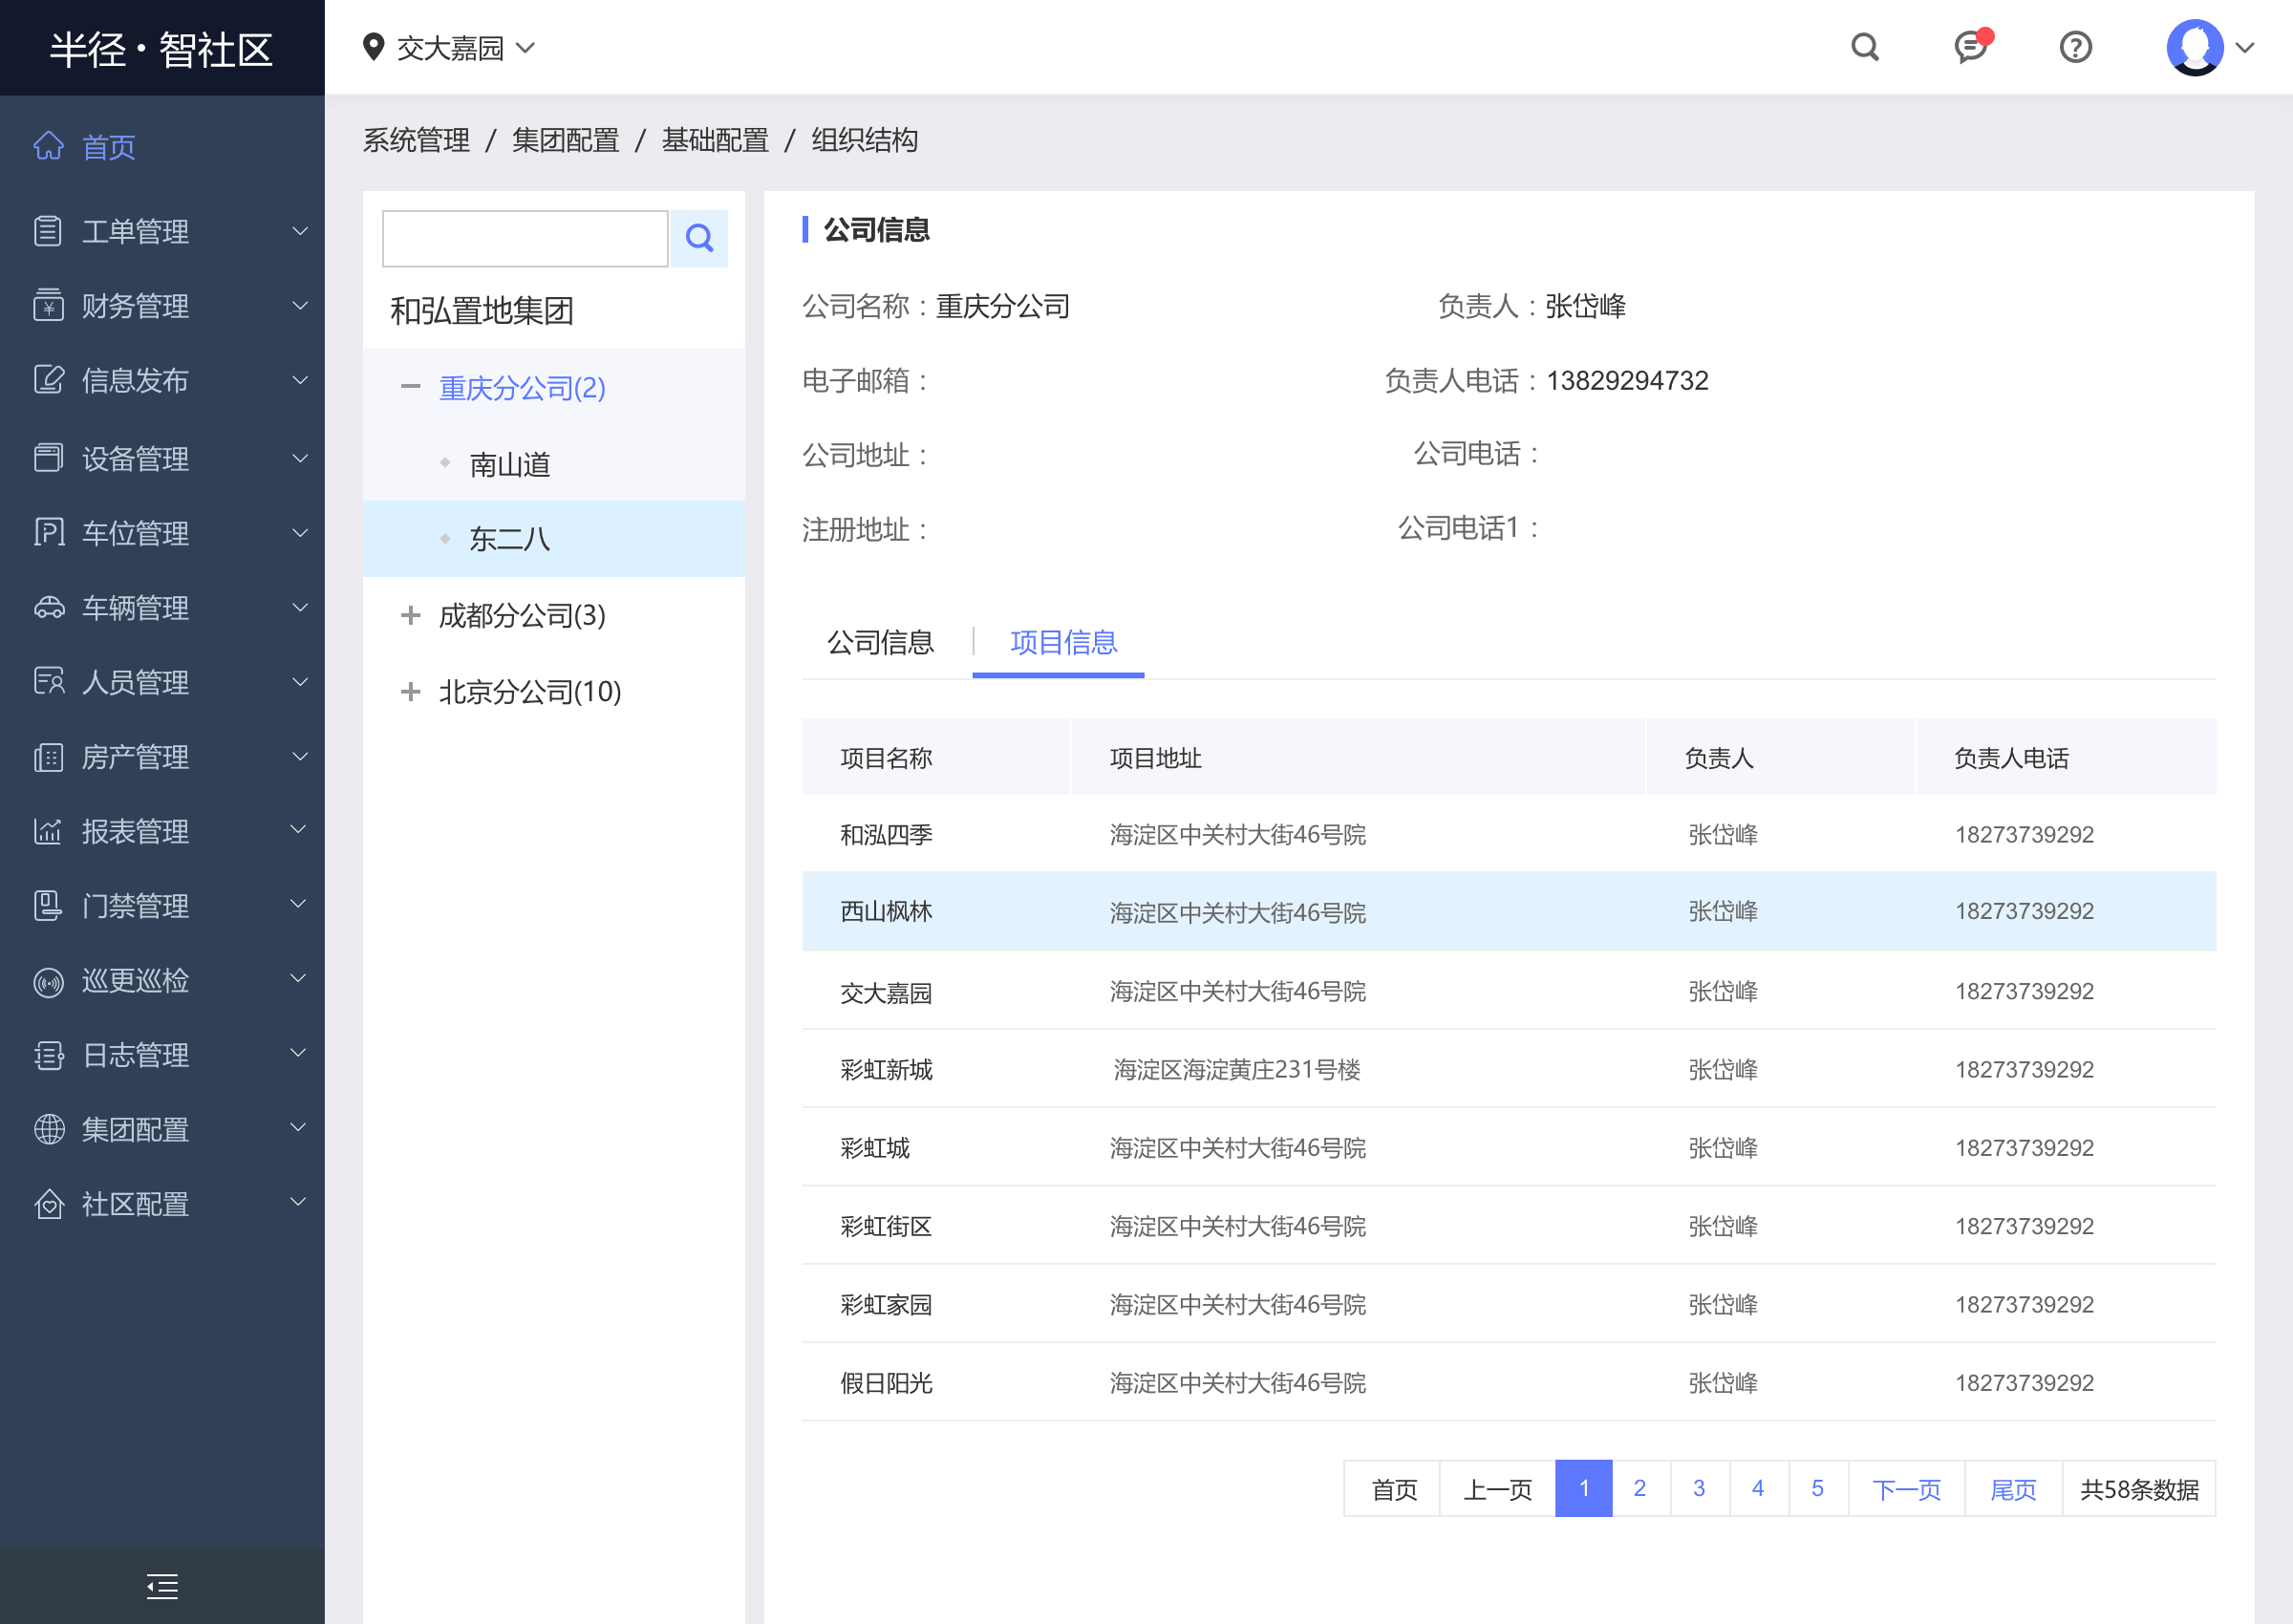 半径·智社区
交大嘉园
首页
工单管理
财务管理
信息发布
设备管理
车位管理
车辆管理
人员管理
房产管理
报表管理
门禁管理
巡更巡检
日志管理
集团配置
社区配置
系统管理 / 集团配置 / 基础配置 / 组织结构
和弘置地集团
重庆分公司(2)
南山道
东二八
成都分公司(3)
北京分公司(10)
公司信息
公司名称：重庆分公司 负责人：张岱峰
电子邮箱： 负责人电话：13829294732
公司地址： 公司电话：
注册地址： 公司电话1：
公司信息 项目信息
项目名称 项目地址 负责人 负责人电话
和泓四季 海淀区中关村大街46号院 张岱峰 18273739292
西山枫林 海淀区中关村大街46号院 张岱峰 18273739292
交大嘉园 海淀区中关村大街46号院 张岱峰 18273739292
彩虹新城 海淀区海淀黄庄231号楼 张岱峰 18273739292
彩虹城 海淀区中关村大街46号院 张岱峰 18273739292
彩虹街区 海淀区中关村大街46号院 张岱峰 18273739292
彩虹家园 海淀区中关村大街46号院 张岱峰 18273739292
假日阳光 海淀区中关村大街46号院 张岱峰 18273739292
首页 上一页 1 2 3 4 5 下一页 尾页 共58条数据